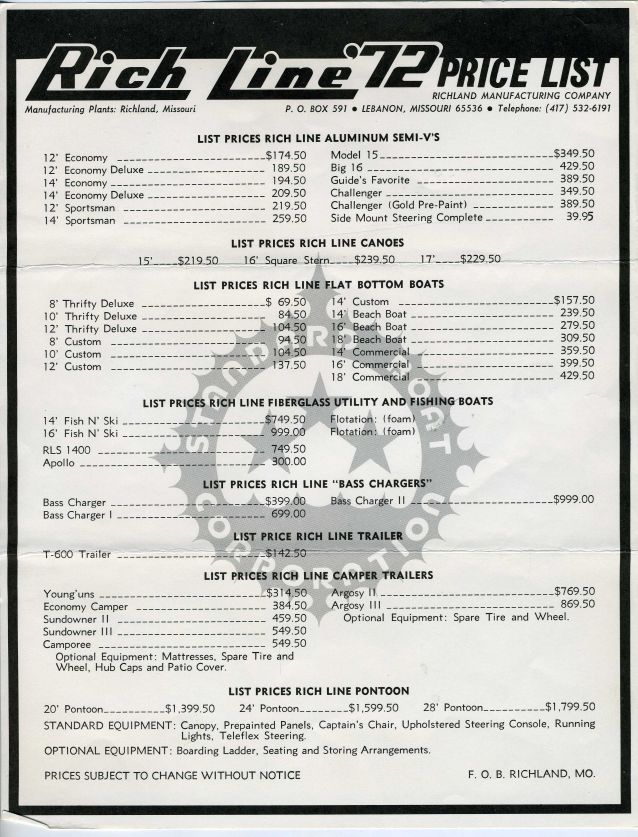 Rich Line '72 PRICE LIST
RICHLAND MANUFACTURING COMPANY
Manufacturing Plants: Richland, Missouri P. O. BOX 591 • LEBANON, MISSOURI 65536 • Telephone: (417) 532-6191
LIST PRICES RICH LINE ALUMINUM SEMI-V'S
12' Economy $174.50
12' Economy Deluxe 189.50
14' Economy 194.50
14' Economy Deluxe 209.50
12' Sportsman 219.50
14' Sportsman 259.50
Model 15 $349.50
Big 16 429.50
Guide's Favorite 389.50
Challenger 349.50
Challenger (Gold Pre-Paint) 389.50
Side Mount Steering Complete 39.95
LIST PRICES RICH LINE CANOES
15' $219.50 16' Square Stern $239.50 17' $229.50
LIST PRICES RICH LINE FLAT BOTTOM BOATS
8' Thrifty Deluxe $ 69.50
10' Thrifty Deluxe 84.50
12' Thrifty Deluxe 104.50
8' Custom 94.50
10' Custom 104.50
12' Custom 137.50
14' Custom $157.50
14' Beach Boat 239.50
16' Beach Boat 279.50
18' Beach Boat 309.50
14' Commercial 359.50
16' Commercial 399.50
18' Commercial 429.50
LIST PRICES RICH LINE FIBERGLASS UTILITY AND FISHING BOATS
14' Fish N' Ski $749.50 Flotation: (foam)
16' Fish N' Ski 999.00 Flotation: (foam)
RLS 1400 749.50
Apollo 300.00
LIST PRICES RICH LINE "BASS CHARGERS"
Bass Charger $399.00 Bass Charger II $999.00
Bass Charger I 699.00
LIST PRICE RICH LINE TRAILER
T-600 Trailer $142.50
LIST PRICES RICH LINE CAMPER TRAILERS
Young'uns $314.50
Economy Camper 384.50
Sundowner II 459.50
Sundowner III 549.50
Camporee 549.50
Optional Equipment: Mattresses, Spare Tire and
Wheel, Hub Caps and Patio Cover.
Argosy II $769.50
Argosy III 869.50
Optional Equipment: Spare Tire and Wheel.
LIST PRICES RICH LINE PONTOON
20' Pontoon $1,399.50 24' Pontoon $1,599.50 28' Pontoon $1,799.50
STANDARD EQUIPMENT: Canopy, Prepainted Panels, Captain's Chair, Upholstered Steering Console, Running
Lights, Teleflex Steering.
OPTIONAL EQUIPMENT: Boarding Ladder, Seating and Storing Arrangements.
PRICES SUBJECT TO CHANGE WITHOUT NOTICE F. O. B. RICHLAND, MO.
STANDARD BOAT
CORPORATION